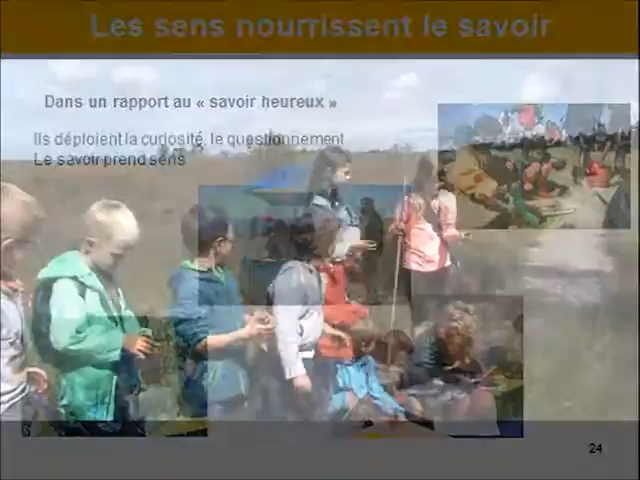 Les sens nourrissent le savoir
Dans un rapport au « savoir heureux »
Ils déploient la curiosité, le questionnement
Le savoir prend sens
24